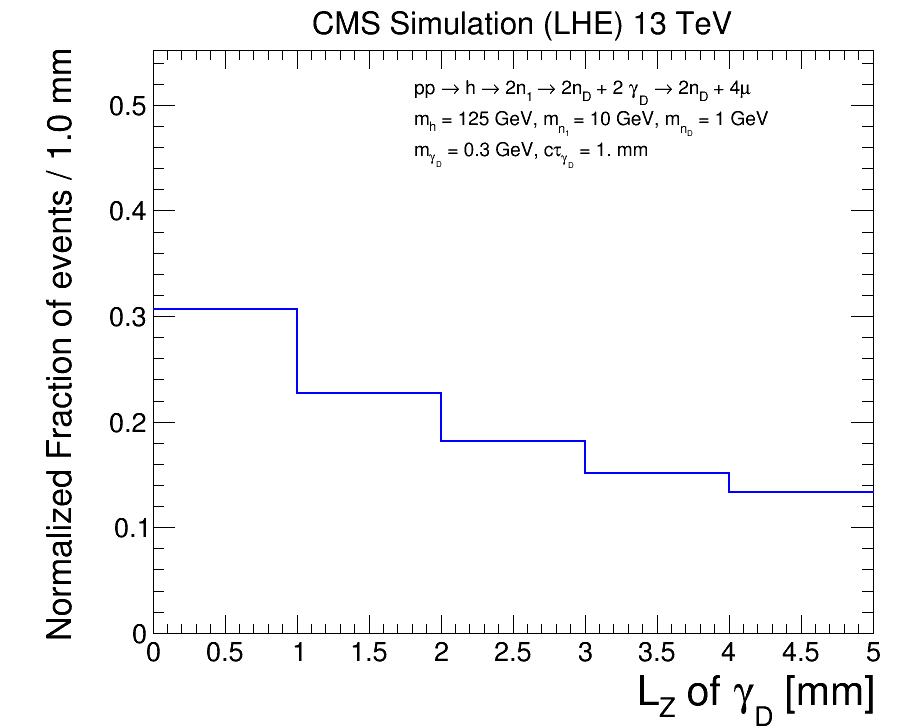 CMS Simulation (LHE) 13 TeV
pp → h → 2n₁ → 2n_D + 2 γ_D → 2n_D + 4μ
m_h = 125 GeV, m_n₁ = 10 GeV, m_n_D = 1 GeV
m_γ_D = 0.3 GeV, cτ_γ_D = 1. mm
Normalized Fraction of events / 1.0 mm
0.5
0.4
0.3
0.2
0.1
0
0 0.5 1 1.5 2 2.5 3 3.5 4 4.5 5
L_Z of γ_D [mm]